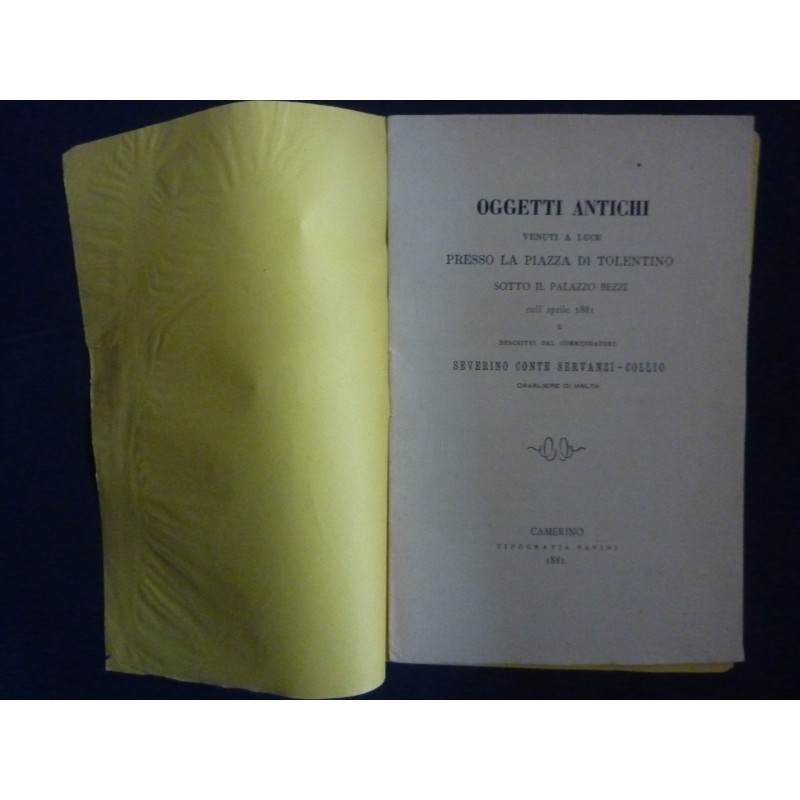 OGGETTI ANTICHI
VENUTI A LUCE
PRESSO LA PIAZZA DI TOLENTINO
SOTTO IL PALAZZO BEZZI
nell' aprile 1881
E
DESCRITTI DAL COMMENDATORE
SEVERINO CONTE SERVANZI-COLLIO
CAVALIERE DI MALTA
CAMERINO
TIPOGRAFIA SAVINI
1881.